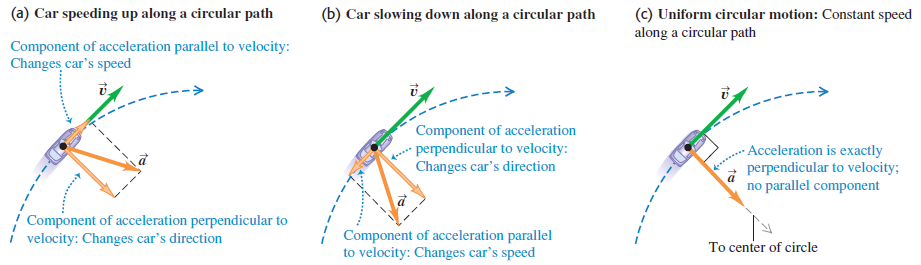 (a) Car speeding up along a circular path
Component of acceleration parallel to velocity:
Changes car's speed
v
a
Component of acceleration perpendicular to
velocity: Changes car's direction
(b) Car slowing down along a circular path
v
Component of acceleration
perpendicular to velocity:
Changes car's direction
a
Component of acceleration parallel
to velocity: Changes car's speed
(c) Uniform circular motion: Constant speed
along a circular path
v
Acceleration is exactly
perpendicular to velocity;
no parallel component
a
To center of circle